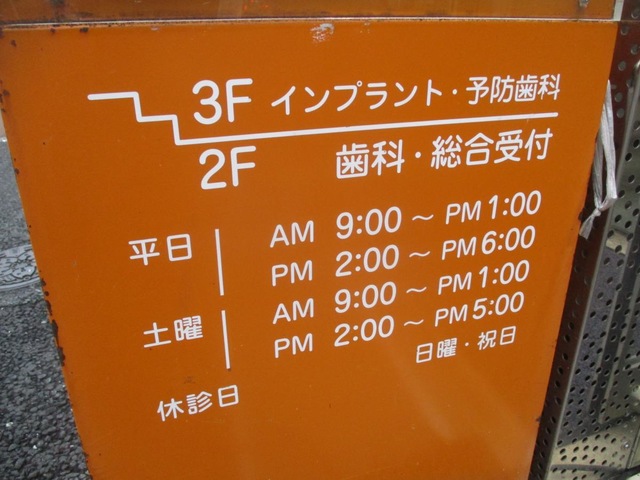 3F インプラント・予防歯科
2F 歯科・総合受付
平日 AM 9:00 ～ PM 1:00
PM 2:00 ～ PM 6:00
土曜 AM 9:00 ～ PM 1:00
PM 2:00 ～ PM 5:00
休診日 日曜・祝日